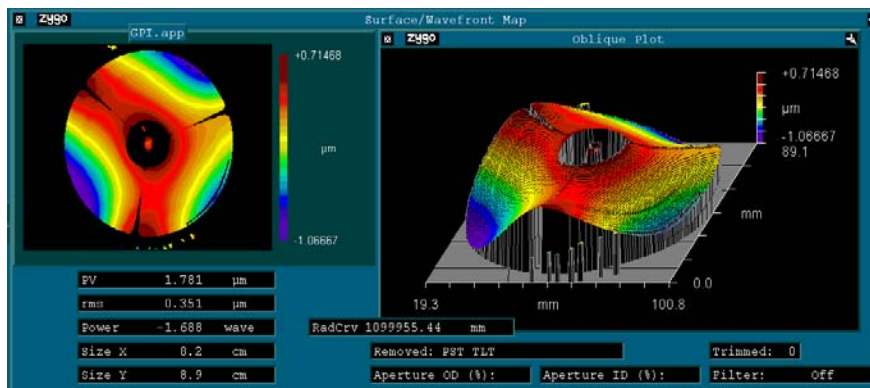 zygo Surface/Wavefront Map
GPI.app
+0.71468
µm
-1.06667
zygo Oblique Plot
+0.71468
µm
-1.06667
89.1
mm
0.0
19.3 mm 100.8
PV 1.781 µm
rms 0.351 µm
Power -1.688 wave
Size X 8.2 cm
Size Y 8.9 cm
RadCrv 1099955.44 mm
Removed: PST TLT
Trimmed: 0
Aperture OD (%):
Aperture ID (%):
Filter: Off